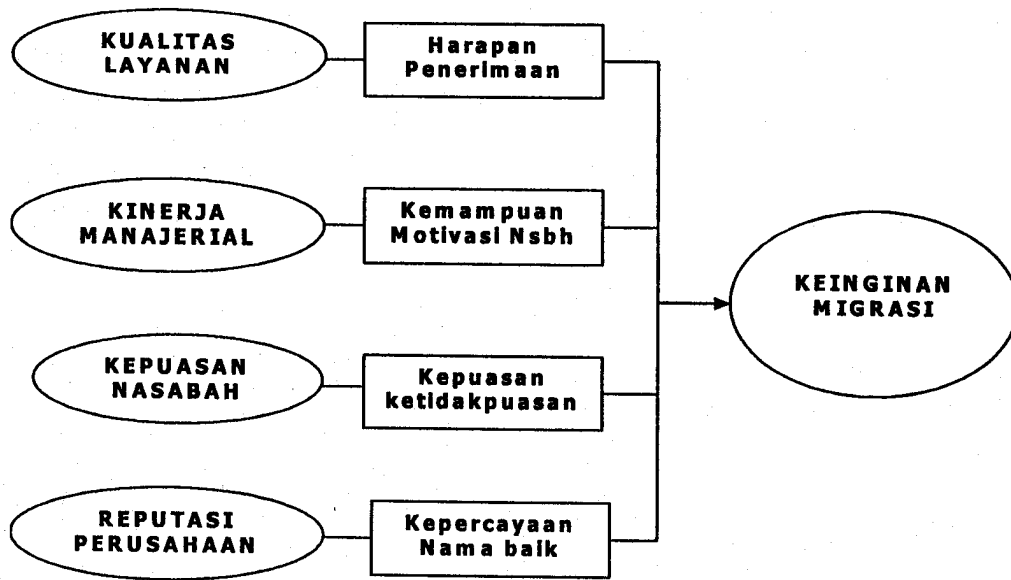 KUALITAS
LAYANAN
Harapan
Penerimaan
KINERJA
MANAJERIAL
Kemampuan
Motivasi Nsbh
KEINGINAN
MIGRASI
KEPUASAN
NASABAH
Kepuasan
ketidakpuasan
REPUTASI
PERUSAHAAN
Kepercayaan
Nama baik